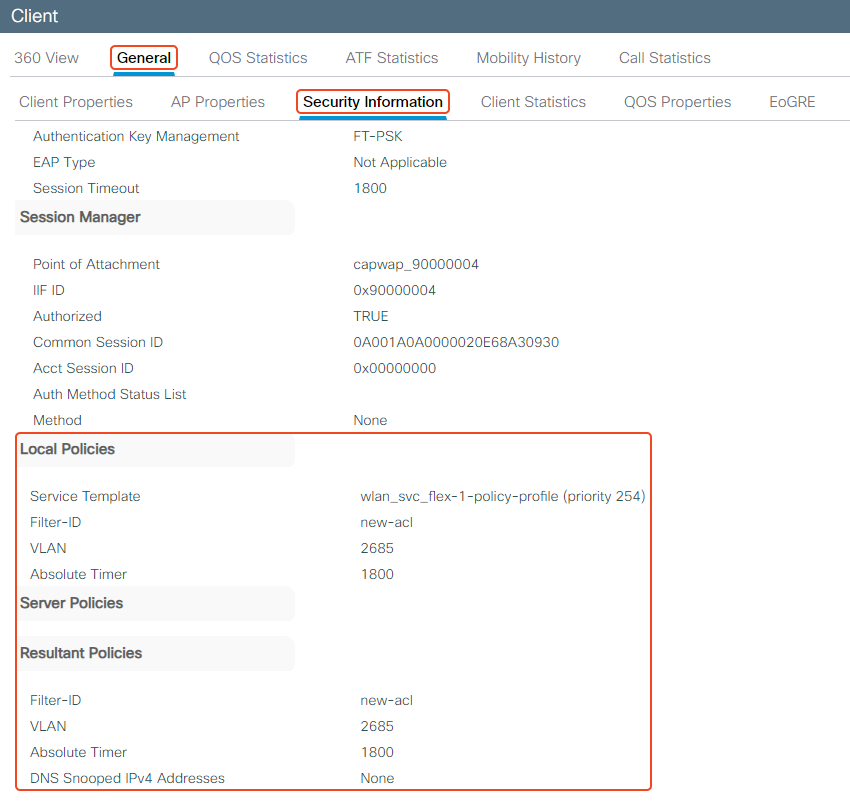 Client
360 View General QOS Statistics ATF Statistics Mobility History Call Statistics
Client Properties AP Properties Security Information Client Statistics QOS Properties EoGRE
Authentication Key Management FT-PSK
EAP Type Not Applicable
Session Timeout 1800
Session Manager
Point of Attachment capwap_90000004
IIF ID 0x90000004
Authorized TRUE
Common Session ID 0A001A0A0000020E68A30930
Acct Session ID 0x00000000
Auth Method Status List
Method None
Local Policies
Service Template wlan_svc_flex-1-policy-profile (priority 254)
Filter-ID new-acl
VLAN 2685
Absolute Timer 1800
Server Policies
Resultant Policies
Filter-ID new-acl
VLAN 2685
Absolute Timer 1800
DNS Snooped IPv4 Addresses None